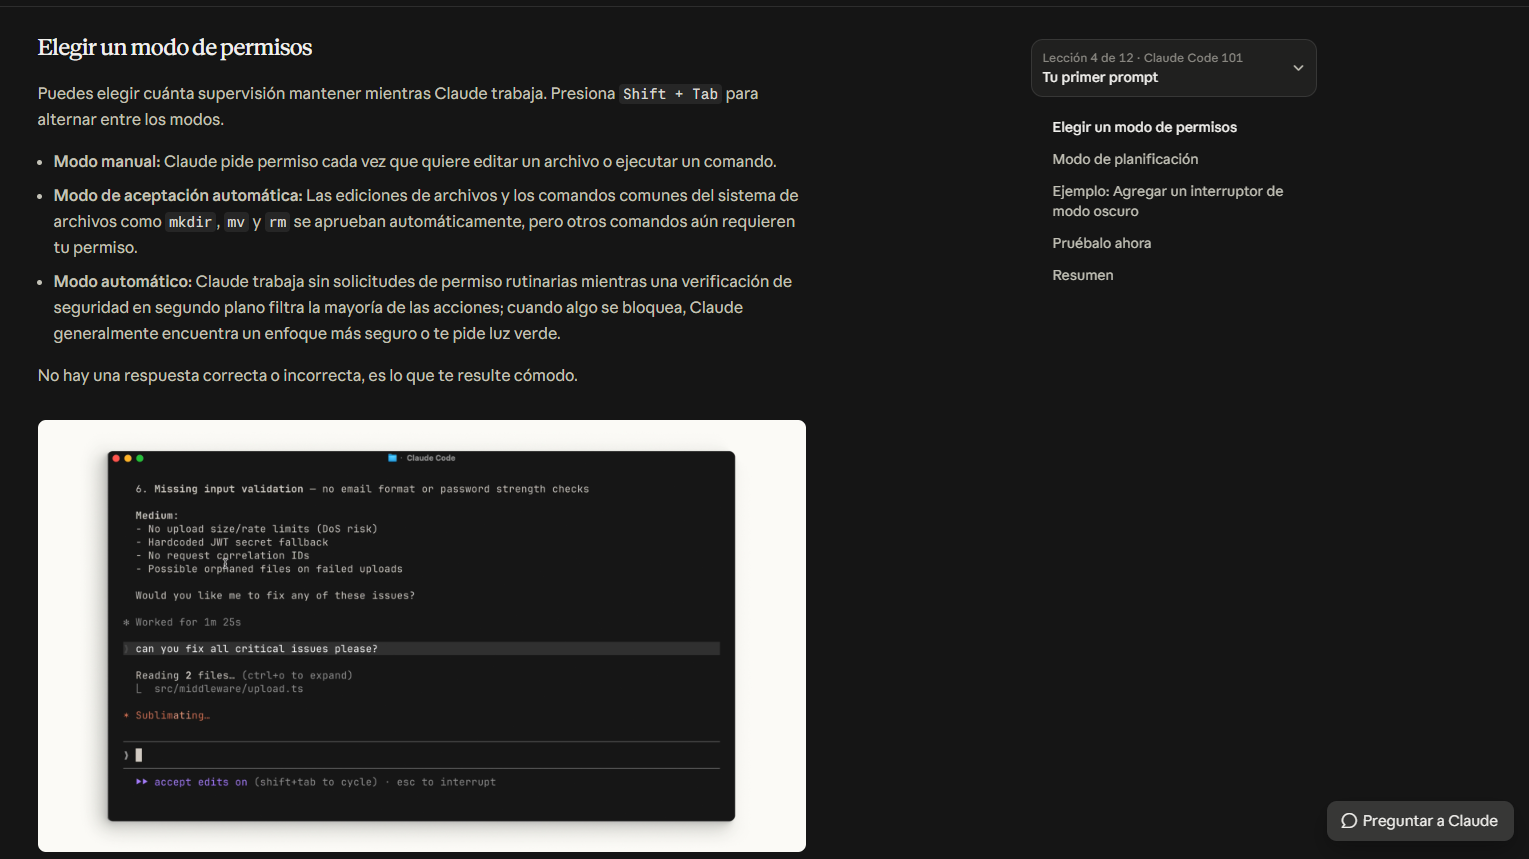 Elegir un modo de permisos
Puedes elegir cuánta supervisión mantener mientras Claude trabaja. Presiona Shift + Tab para
alternar entre los modos.
• Modo manual: Claude pide permiso cada vez que quiere editar un archivo o ejecutar un comando.
• Modo de aceptación automática: Las ediciones de archivos y los comandos comunes del sistema de
archivos como mkdir, mv y rm se aprueban automáticamente, pero otros comandos aún requieren
tu permiso.
• Modo automático: Claude trabaja sin solicitudes de permiso rutinarias mientras una verificación de
seguridad en segundo plano filtra la mayoría de las acciones; cuando algo se bloquea, Claude
generalmente encuentra un enfoque más seguro o te pide luz verde.
No hay una respuesta correcta o incorrecta, es lo que te resulte cómodo.
· Claude Code
6. Missing input validation — no email format or password strength checks
Medium:
- No upload size/rate limits (DoS risk)
- Hardcoded JWT secret fallback
- No request correlation IDs
- Possible orphaned files on failed uploads
Would you like me to fix any of these issues?
✻ Worked for 1m 25s
can you fix all critical issues please?
Reading 2 files… (ctrl+o to expand)
⎿ src/middleware/upload.ts
* Sublimating…
❯
⏵⏵ accept edits on (shift+tab to cycle) · esc to interrupt
Lección 4 de 12 · Claude Code 101
Tu primer prompt
Elegir un modo de permisos
Modo de planificación
Ejemplo: Agregar un interruptor de
modo oscuro
Pruébalo ahora
Resumen
Preguntar a Claude